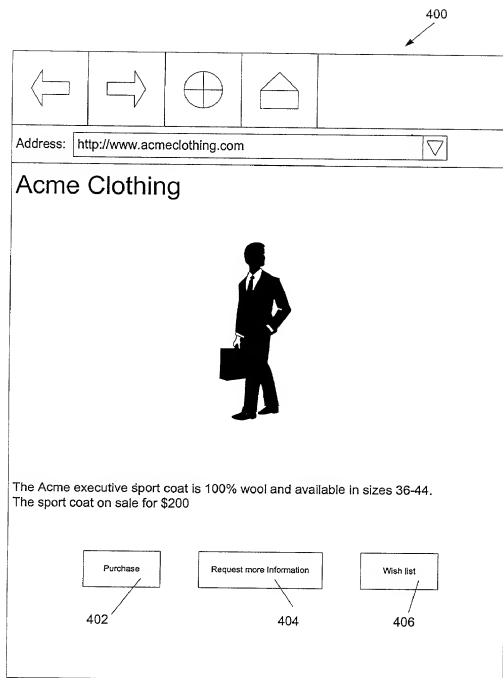 400
Address: http://www.acmeclothing.com
Acme Clothing
The Acme executive sport coat is 100% wool and available in sizes 36-44.
The sport coat on sale for $200
Purchase Request more Information Wish list
402 404 406